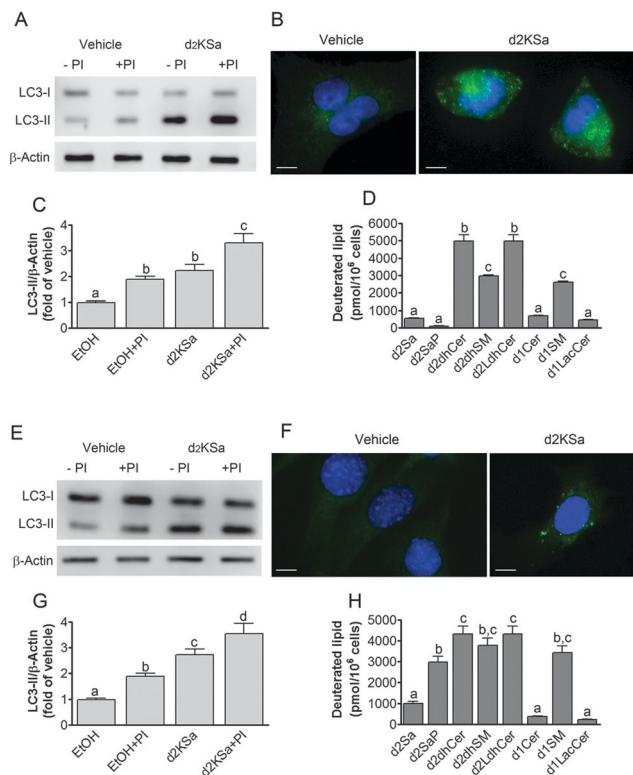 A
Vehicle d2KSa
- PI +PI - PI +PI
LC3-I
LC3-II
β-Actin
B
Vehicle d2KSa
C
LC3-II/β-Actin
(fold of vehicle)
4
3
2
1
0
a b b c
EtOH EtOH+PI d2KSa d2KSa+PI
D
Deuterated lipid
(pmol/10⁶ cells)
6000
5000
4000
3000
2000
1000
0
a a b c b a c a
d2Sa d2SaP d2dhCer d2dhSM d2LdhCer d1Cer d1SM d1LacCer
E
Vehicle d2KSa
- PI +PI - PI +PI
LC3-I
LC3-II
β-Actin
F
Vehicle d2KSa
G
LC3-II/β-Actin
(fold of vehicle)
4
3
2
1
0
a b c d
EtOH EtOH+PI d2KSa d2KSa+PI
H
Deuterated lipid
(pmol/10⁶ cells)
6000
5000
4000
3000
2000
1000
0
a b c b,c c a b,c a
d2Sa d2SaP d2dhCer d2dhSM d2LdhCer d1Cer d1SM d1LacCer